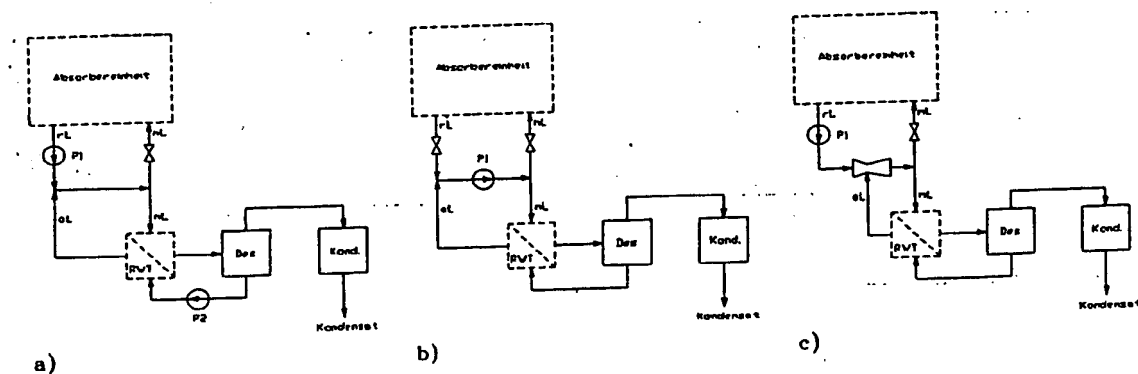 Absorbereinheit
rL
nL
P1
aL
nL
RWT
Des
Kond.
P2
Kondensat
a)
Absorbereinheit
rL
nL
P1
aL
nL
RWT
Des
Kond.
Kondensat
b)
Absorbereinheit
rL
nL
P1
aL
nL
RWT
Des
Kond.
Kondensat
c)